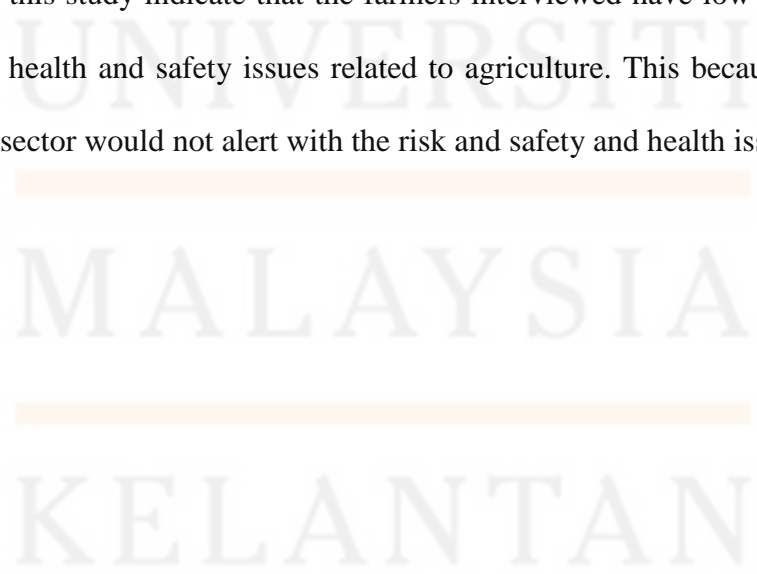 this study indicate that the farmers interviewed have low
UNIVERSITI
health and safety issues related to agriculture. This becau
sector would not alert with the risk and safety and health is
MALAYSIA
KELANTAN